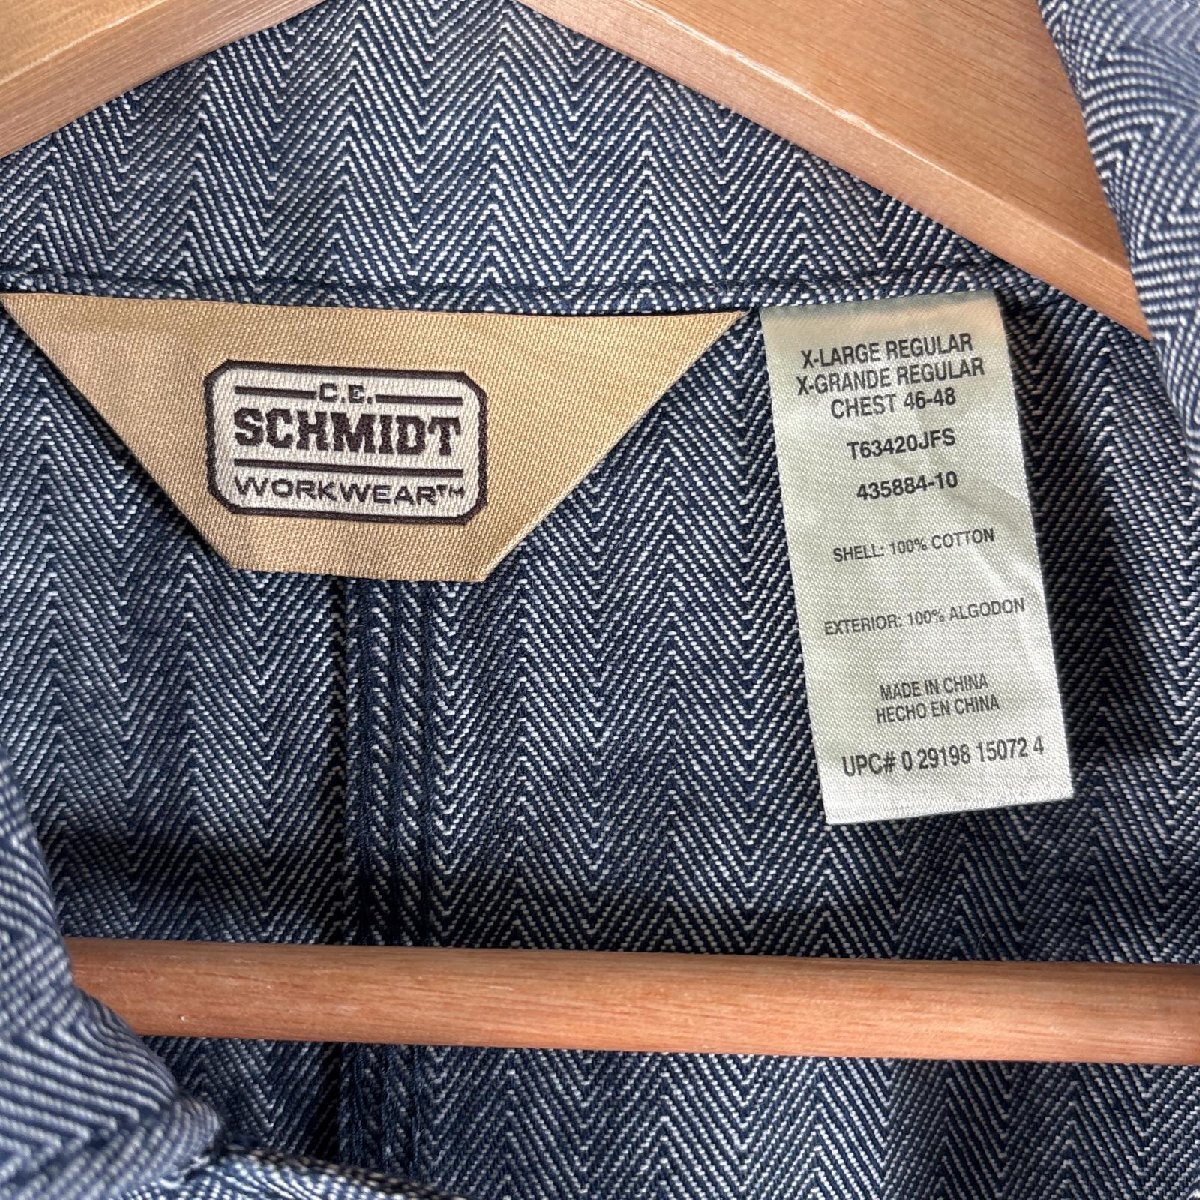 C.E.
SCHMIDT
WORKWEAR™
X-LARGE REGULAR
X-GRANDE REGULAR
CHEST 46-48
T63420JFS
435884-10
SHELL: 100% COTTON
EXTERIOR: 100% ALGODON
MADE IN CHINA
HECHO EN CHINA
UPC# 0 29198 15072 4